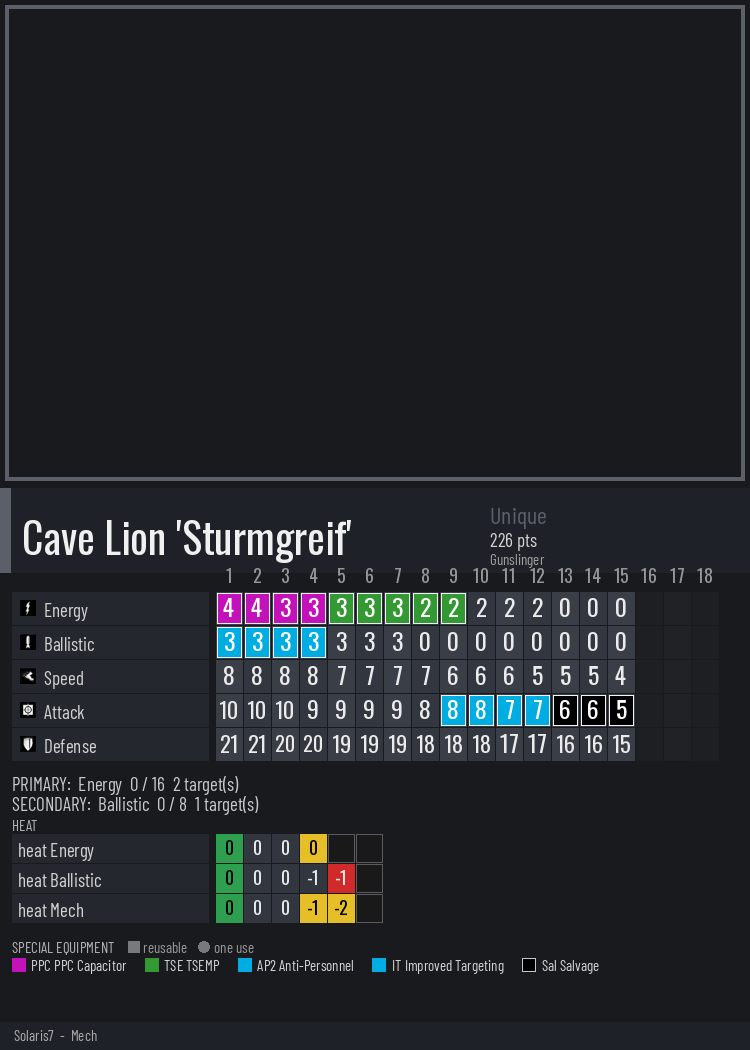 Cave Lion 'Sturmgreif'
Unique
226 pts
Gunslinger
1 2 3 4 5 6 7 8 9 10 11 12 13 14 15 16 17 18
Energy 4 4 3 3 3 3 3 2 2 2 2 2 0 0 0
Ballistic 3 3 3 3 3 3 3 0 0 0 0 0 0 0 0
Speed 8 8 8 8 7 7 7 7 6 6 6 5 5 5 4
Attack 10 10 10 9 9 9 9 8 8 8 7 7 6 6 5
Defense 21 21 20 20 19 19 19 18 18 18 17 17 16 16 15
PRIMARY: Energy 0 / 16 2 target(s)
SECONDARY: Ballistic 0 / 8 1 target(s)
HEAT
heat Energy 0 0 0 0
heat Ballistic 0 0 0 -1 -1
heat Mech 0 0 0 -1 -2
SPECIAL EQUIPMENT reusable one use
PPC PPC Capacitor TSE TSEMP AP2 Anti-Personnel IT Improved Targeting Sal Salvage
Solaris7 - Mech